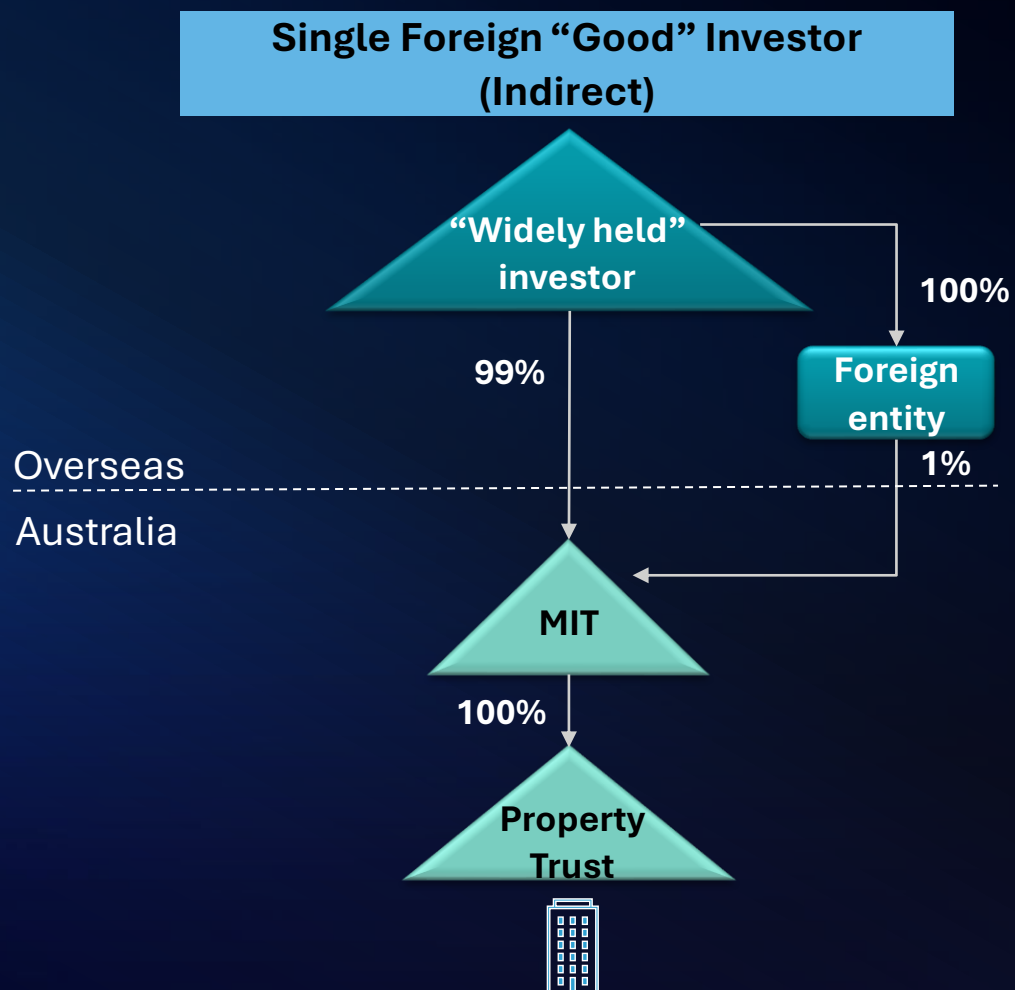 Single Foreign “Good” Investor
(Indirect)
“Widely held”
investor
100%
99%
Foreign
entity
1%
Overseas
Australia
MIT
100%
Property
Trust